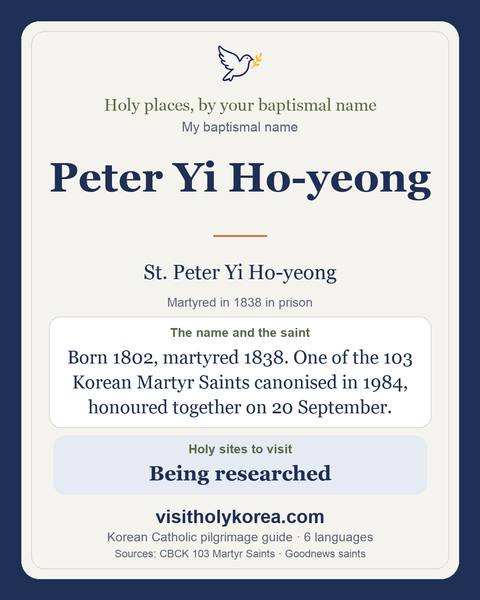 Holy places, by your baptismal name
My baptismal name
Peter Yi Ho-yeong
St. Peter Yi Ho-yeong
Martyred in 1838 in prison
The name and the saint
Born 1802, martyred 1838. One of the 103
Korean Martyr Saints canonised in 1984,
honoured together on 20 September.
Holy sites to visit
Being researched
visitholykorea.com
Korean Catholic pilgrimage guide · 6 languages
Sources: CBCK 103 Martyr Saints · Goodnews saints